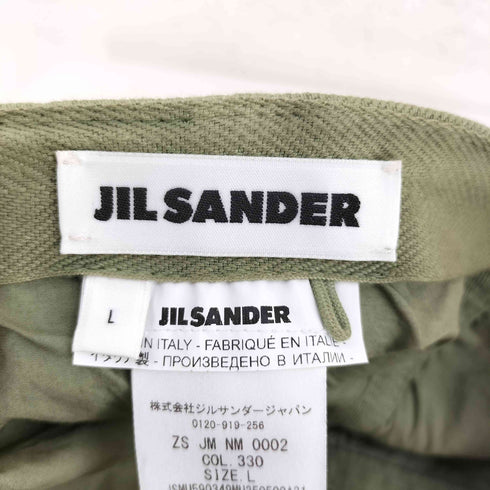 JIL SANDER
L
JIL SANDER
IN ITALY - FABRIQUÉ EN ITALIE -
イタリア製 - ПРОИЗВЕДЕНО В ИТАЛИИ -
株式会社ジルサンダージャパン
0120-919-256
ZS JM NM 0002
COL. 330
SIZE. L